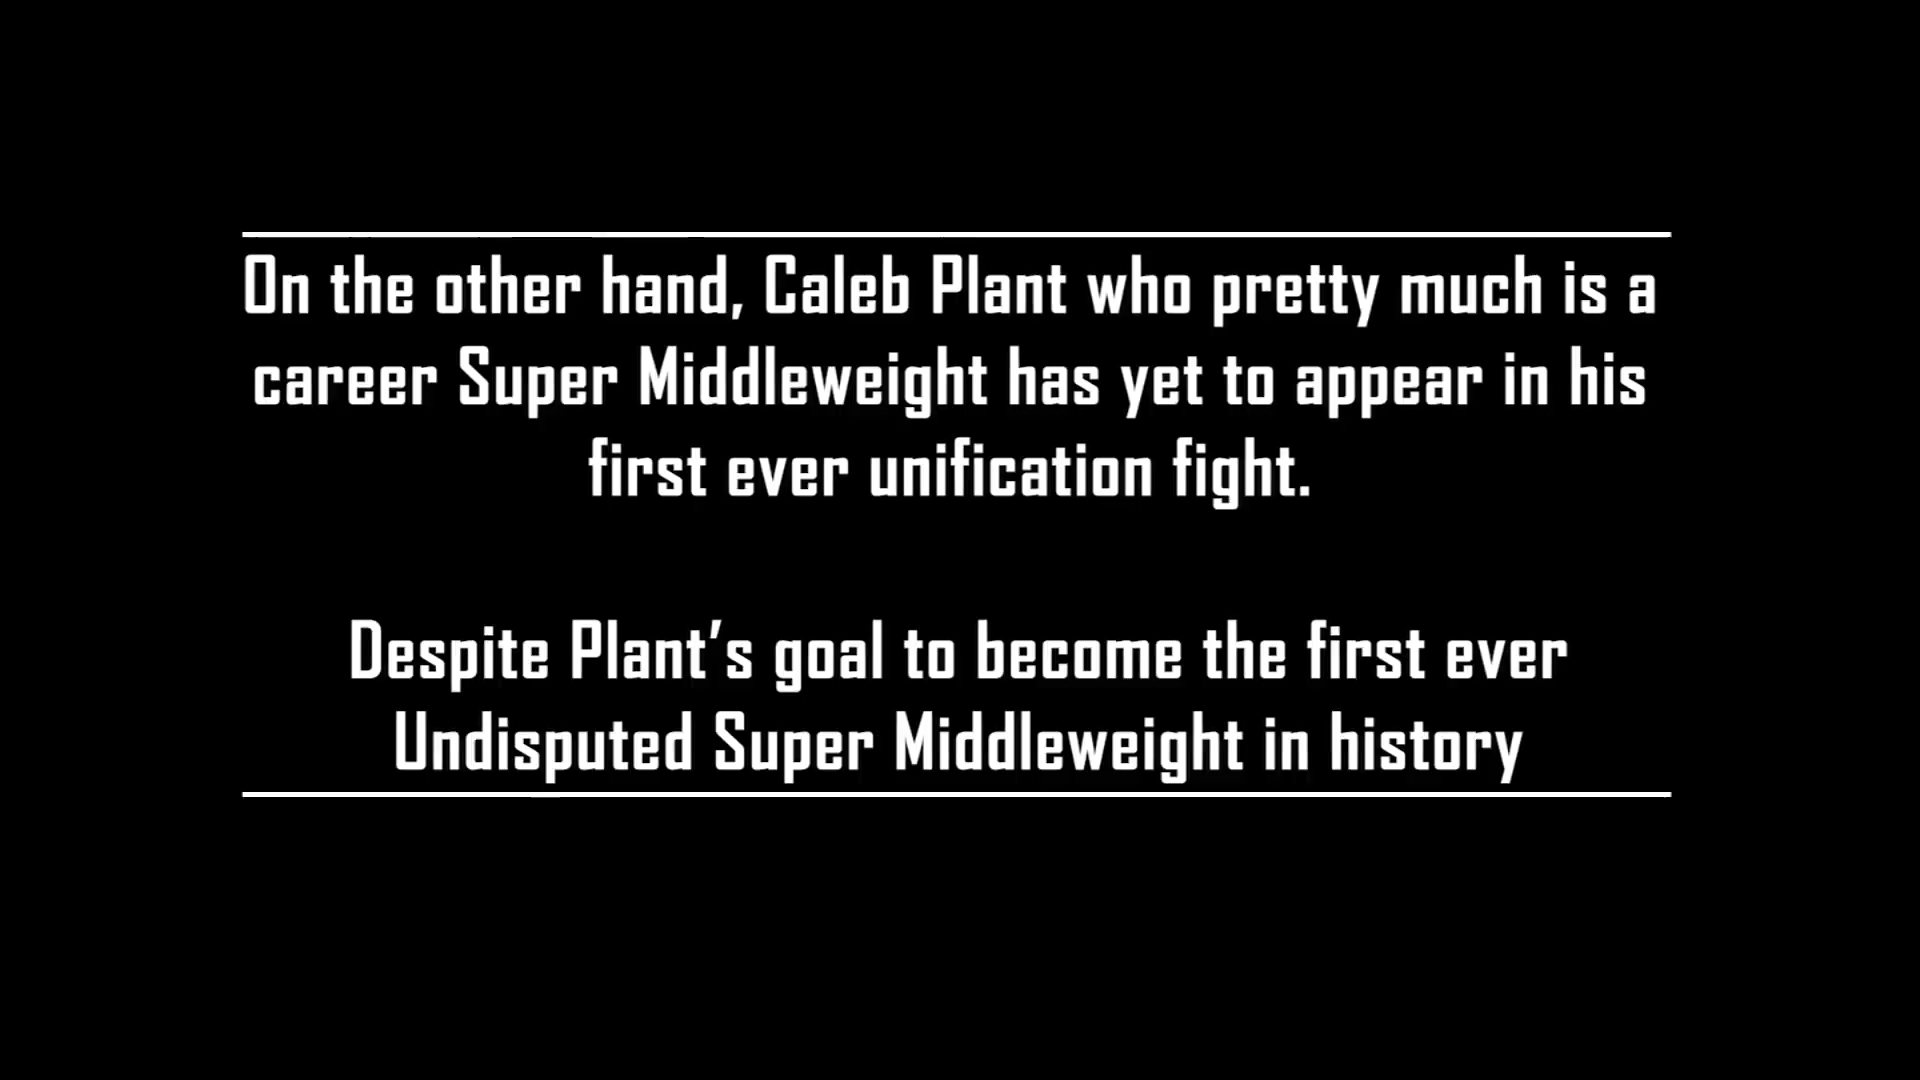 On the other hand, Caleb Plant who pretty much is a
career Super Middleweight has yet to appear in his
first ever unification fight.
Despite Plant’s goal to become the first ever
Undisputed Super Middleweight in history